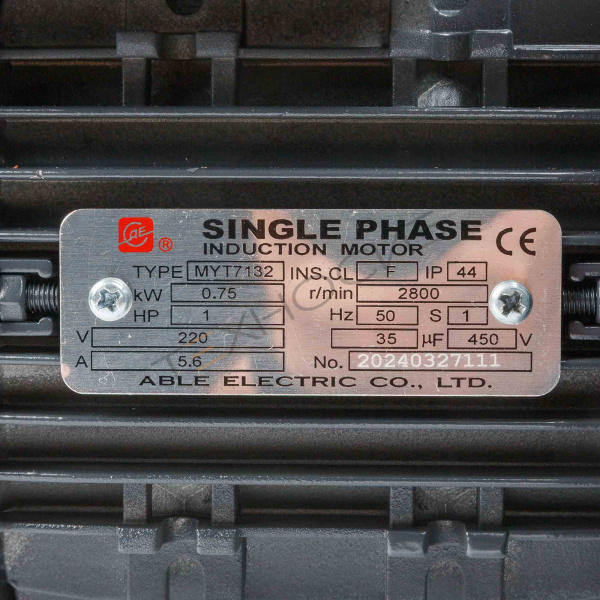 SINGLE PHASE
INDUCTION MOTOR
CE
AE ®
TYPE MYT7132 INS.CL F IP 44
kW 0.75 r/min 2800
HP 1 Hz 50 S 1
V 220 35 µF 450 V
A 5.6 No. 20240327111
ABLE ELECTRIC CO., LTD.